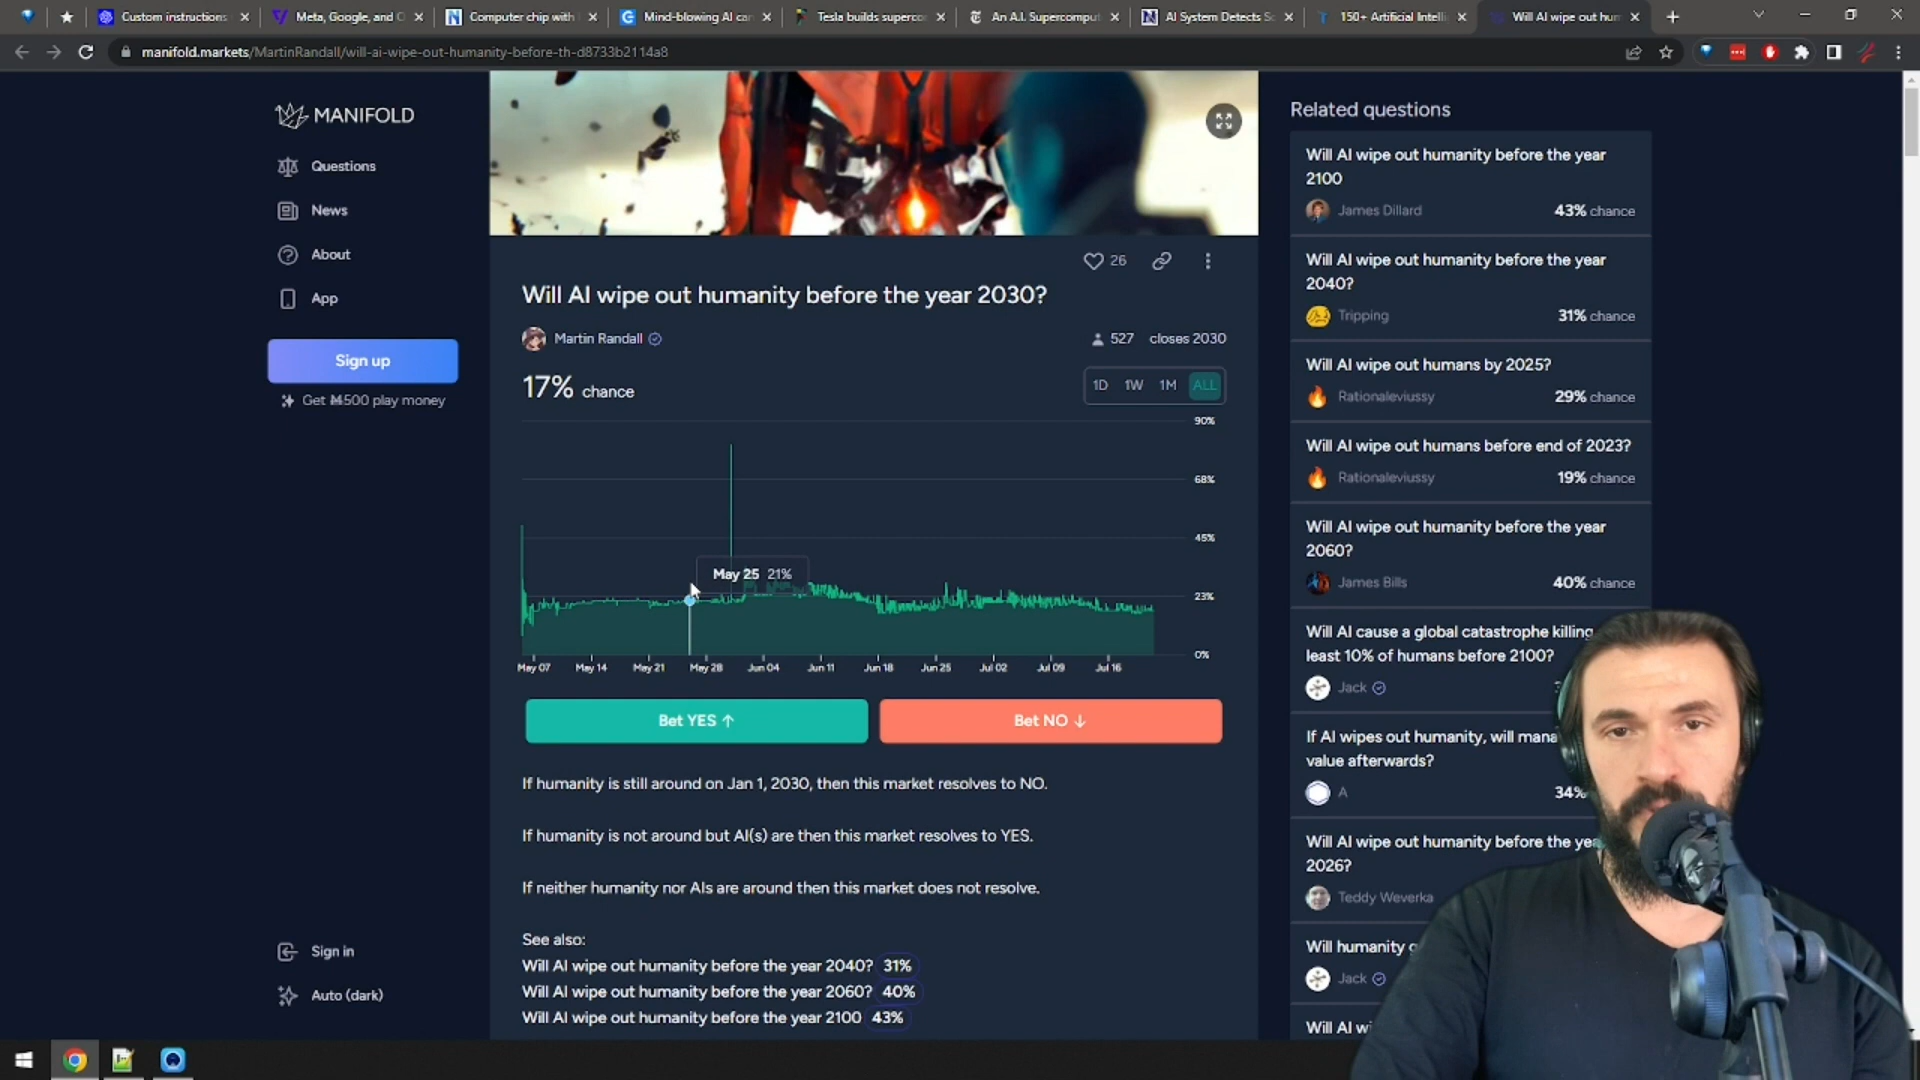 Custom instructions
Meta, Google, and O
Computer chip with
Mind-blowing AI car
Tesla builds superco
An A.I. Supercomput
AI System Detects Sc
150+ Artificial Intelli
Will AI wipe out hum
manifold.markets/MartinRandall/will-ai-wipe-out-humanity-before-th-d8733b2114a8
MANIFOLD
Questions
News
About
App
Sign up
Get M500 play money
Sign in
Auto (dark)
26
Will AI wipe out humanity before the year 2030?
Martin Randall
527 closes 2030
17% chance
1D 1W 1M ALL
90%
68%
45%
23%
0%
May 25 21%
May 07 May 14 May 21 May 28 Jun 04 Jun 11 Jun 18 Jun 25 Jul 02 Jul 09 Jul 16
Bet YES ↑
Bet NO ↓
If humanity is still around on Jan 1, 2030, then this market resolves to NO.
If humanity is not around but AI(s) are then this market resolves to YES.
If neither humanity nor AIs are around then this market does not resolve.
See also:
Will AI wipe out humanity before the year 2040? 31%
Will AI wipe out humanity before the year 2060? 40%
Will AI wipe out humanity before the year 2100 43%
Related questions
Will AI wipe out humanity before the year
2100
James Dillard 43% chance
Will AI wipe out humanity before the year
2040?
Tripping 31% chance
Will AI wipe out humans by 2025?
Rationaleviussy 29% chance
Will AI wipe out humans before end of 2023?
Rationaleviussy 19% chance
Will AI wipe out humanity before the year
2060?
James Bills 40% chance
Will AI cause a global catastrophe killing
least 10% of humans before 2100?
Jack
If AI wipes out humanity, will mana
value afterwards?
A 34%
Will AI wipe out humanity before the yea
2026?
Teddy Weverka
Will humanity
Jack
Will AI wi